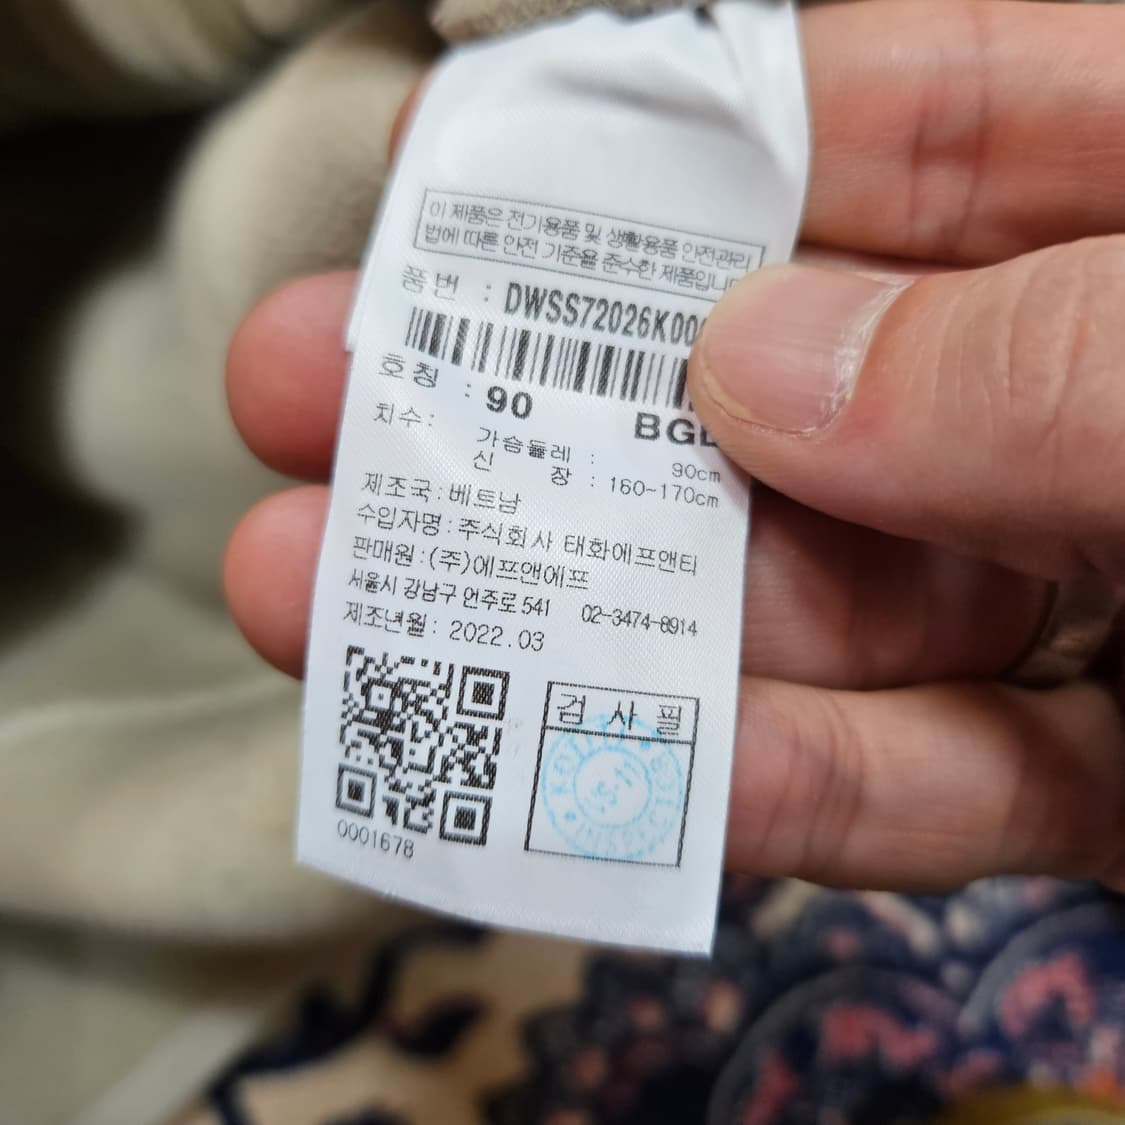 이 제품은 전기용품 및 생활용품 안전관리
법에 따른 안전 기준을 준수한 제품입니다
품번 : DWSS72026K00
호칭 : 90 BG
치수: 가슴둘레 : 90cm
신장 : 160~170cm
제조국: 베트남
수입자명 : 주식회사 태화에프앤티
판매원 : (주)에프앤에프
서울시 강남구 언주로 541 02-3474-8914
제조년월 : 2022.03
0001678
검사필